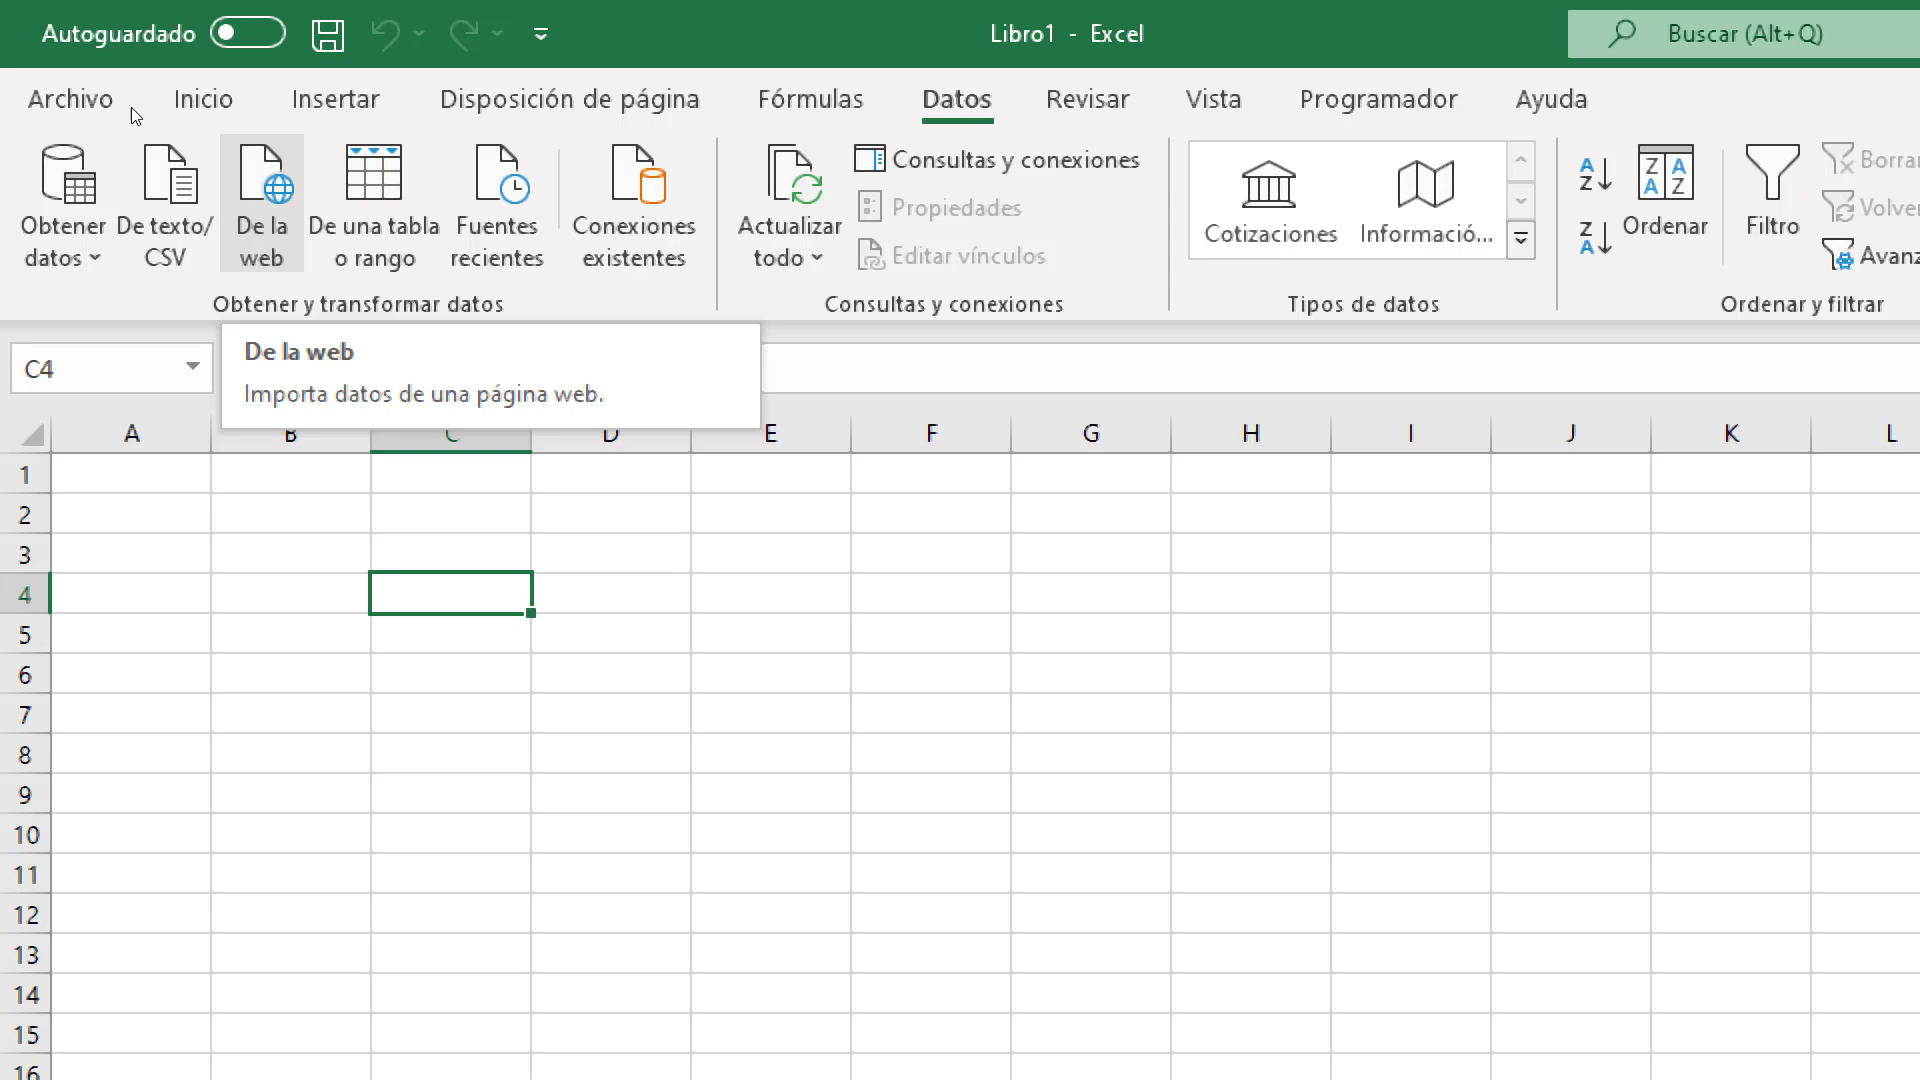 Autoguardado
Libro1 - Excel
Buscar (Alt+Q)
Archivo Inicio Insertar Disposición de página Fórmulas Datos Revisar Vista Programador Ayuda
Obtener datos
De texto/ CSV
De la web
De una tabla o rango
Fuentes recientes
Conexiones existentes
Obtener y transformar datos
Actualizar todo
Consultas y conexiones
Propiedades
Editar vínculos
Consultas y conexiones
Cotizaciones
Informació...
Tipos de datos
Ordenar
Filtro
Ordenar y filtrar
De la web
Importa datos de una página web.
C4
A B C D E F G H I J K L
1
2
3
4
5
6
7
8
9
10
11
12
13
14
15
16